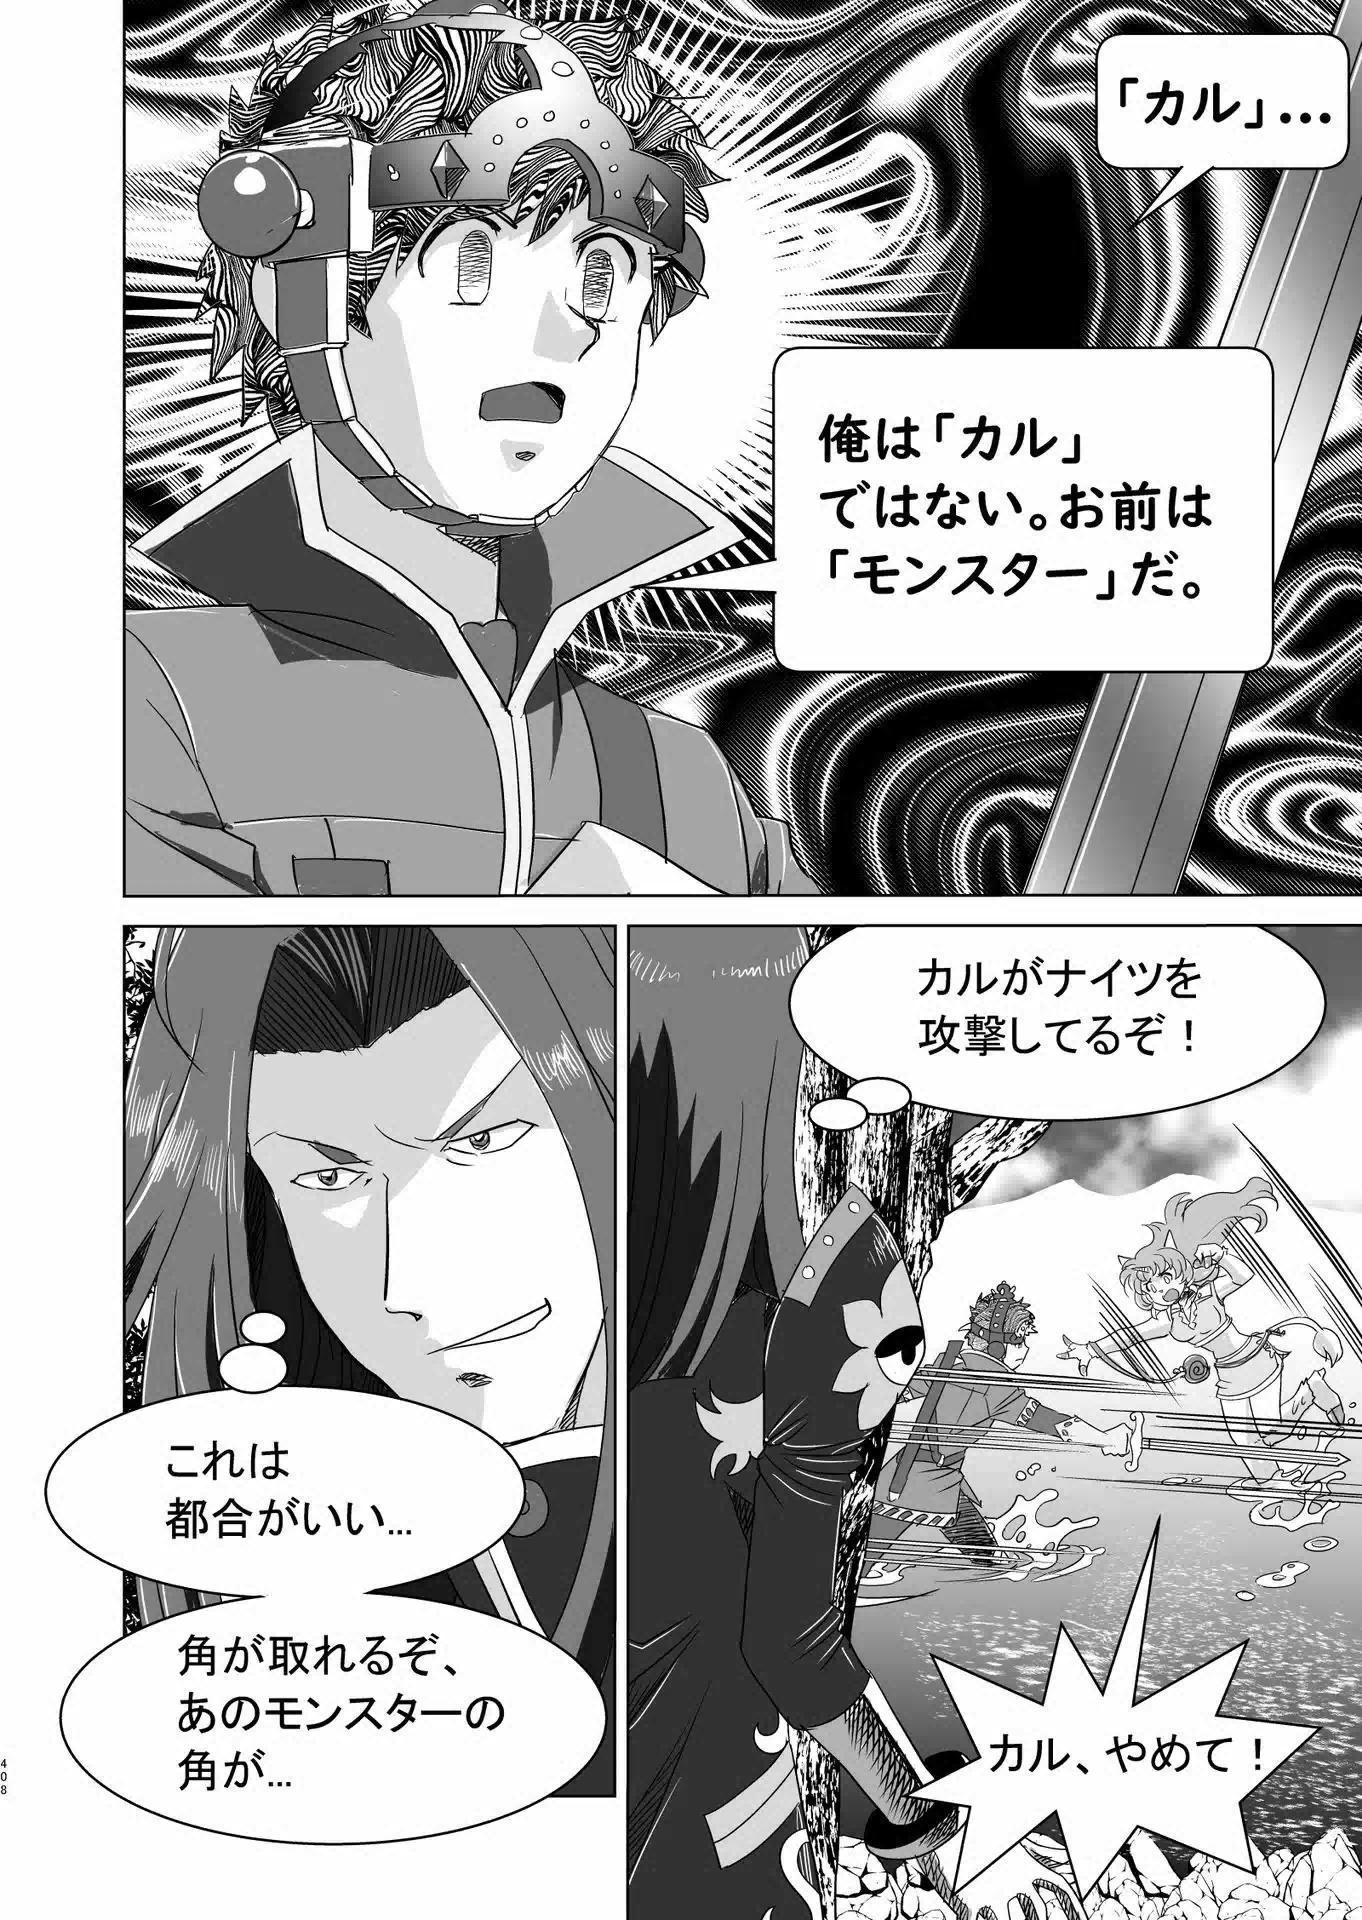 「カル」...
俺は「カル」
ではない。お前は
「モンスター」だ。
カルがナイツを
攻撃してるぞ！
カル、やめて！
これは
都合がいい...
角が取れるぞ、
あのモンスターの
角が...
408